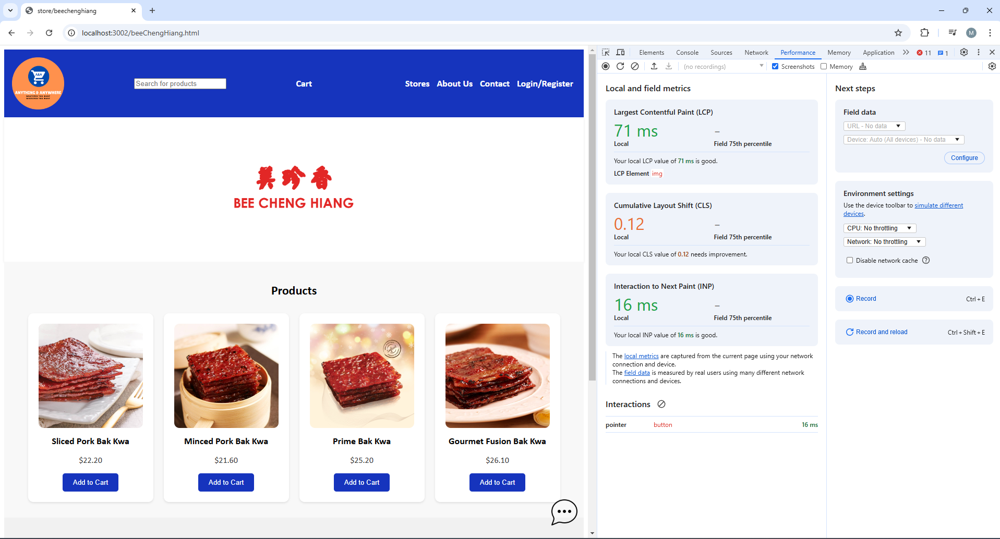 store/beechenghiang
localhost:3002/beeChengHiang.html
M
A&A
ANYTHING & ANYWHERE
WHATEVER YOU WANT
WHEREVER YOU WANT
Search for products
Cart
Stores About Us Contact Login/Register
美珍香
BEE CHENG HIANG
Products
Sliced Pork Bak Kwa
$22.20
Add to Cart
Minced Pork Bak Kwa
$21.60
Add to Cart
Prime Bak Kwa
$25.20
Add to Cart
Gourmet Fusion Bak Kwa
$26.10
Add to Cart
Elements Console Sources Network Performance Memory Application 11 1
(no recordings) Screenshots Memory
Local and field metrics
Largest Contentful Paint (LCP)
71 ms –
Local Field 75th percentile
Your local LCP value of 71 ms is good.
LCP Element img
Cumulative Layout Shift (CLS)
0.12 –
Local Field 75th percentile
Your local CLS value of 0.12 needs improvement.
Interaction to Next Paint (INP)
16 ms –
Local Field 75th percentile
Your local INP value of 16 ms is good.
The local metrics are captured from the current page using your network
connection and device.
The field data is measured by real users using many different network
connections and devices.
Interactions
pointer button 16 ms
Next steps
Field data
URL - No data
Device: Auto (All devices) - No data
Configure
Environment settings
Use the device toolbar to simulate different
devices.
CPU: No throttling
Network: No throttling
Disable network cache
Record Ctrl + E
Record and reload Ctrl + Shift + E